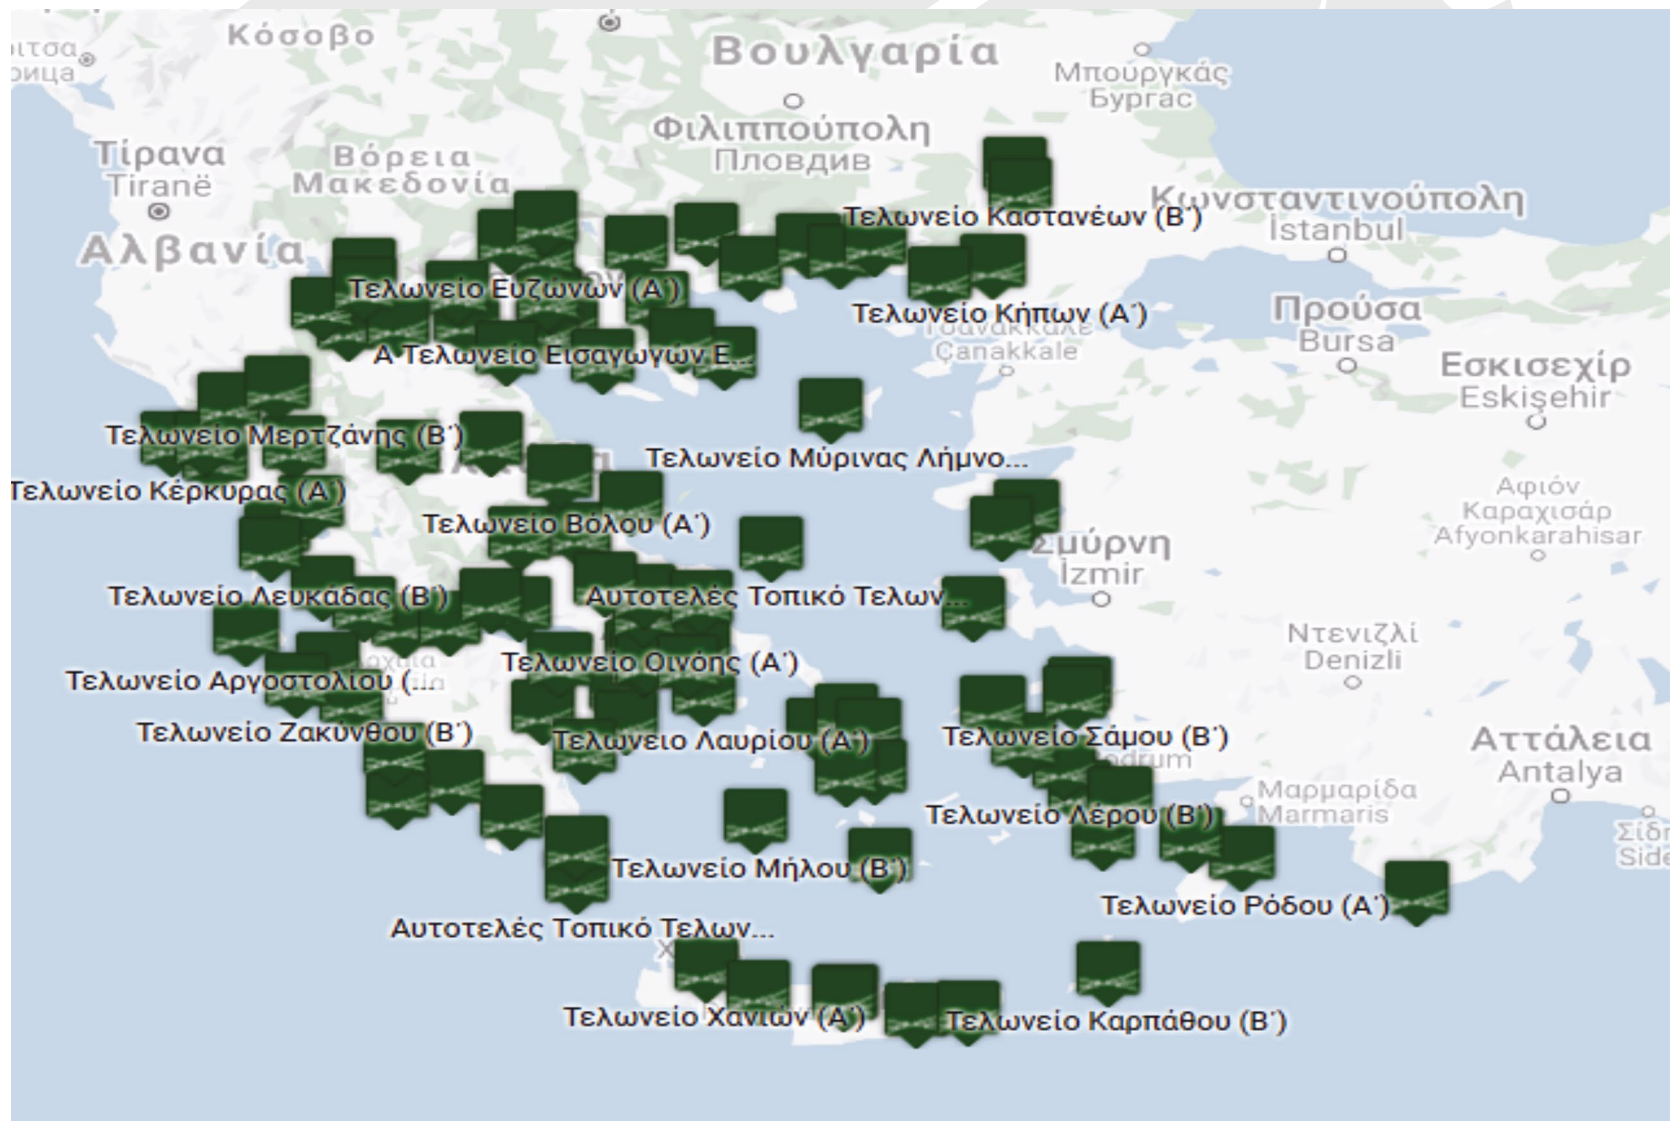 Κόσοβο
Βουλγαρία
Μπουργκάς
Бургас
Φιλιππούπολη
Пловдив
Τίρανα
Tiranë
Βόρεια
Μακεδονία
Κωνσταντινούπολη
İstanbul
Τελωνείο Καστανέων (Β΄)
Αλβανία
Τελωνείο Ευζώνων (Α΄)
Τελωνείο Κήπων (Α΄)
Προύσα
Bursa
Çanakkale
Α Τελωνείο Εισαγωγών Ε...
Εσκισεχίρ
Eskişehir
Τελωνείο Μερτζάνης (Β΄)
Τελωνείο Μύρινας Λήμνο...
Τελωνείο Κέρκυρας (Α΄)
Αφιόν
Καραχισάρ
Afyonkarahisar
Τελωνείο Βόλου (Α΄)
Σμύρνη
İzmir
Τελωνείο Λευκάδας (Β΄)
Αυτοτελές Τοπικό Τελων...
Ντενιζλί
Denizli
Τελωνείο Οινόης (Α΄)
Τελωνείο Αργοστολίου (...
Τελωνείο Ζακύνθου (Β΄)
Τελωνειο Λαυρίου (Α΄)
Τελωνείο Σάμου (Β΄)
Αττάλεια
Antalya
Μαρμαρίδα
Marmaris
Τελωνείο Λέρου (Β΄)
Side
Τελωνείο Μήλου (Β΄)
Τελωνείο Ρόδου (Α΄)
Αυτοτελές Τοπικό Τελων...
Τελωνείο Χανιών (Α΄)
Τελωνείο Καρπάθου (Β΄)